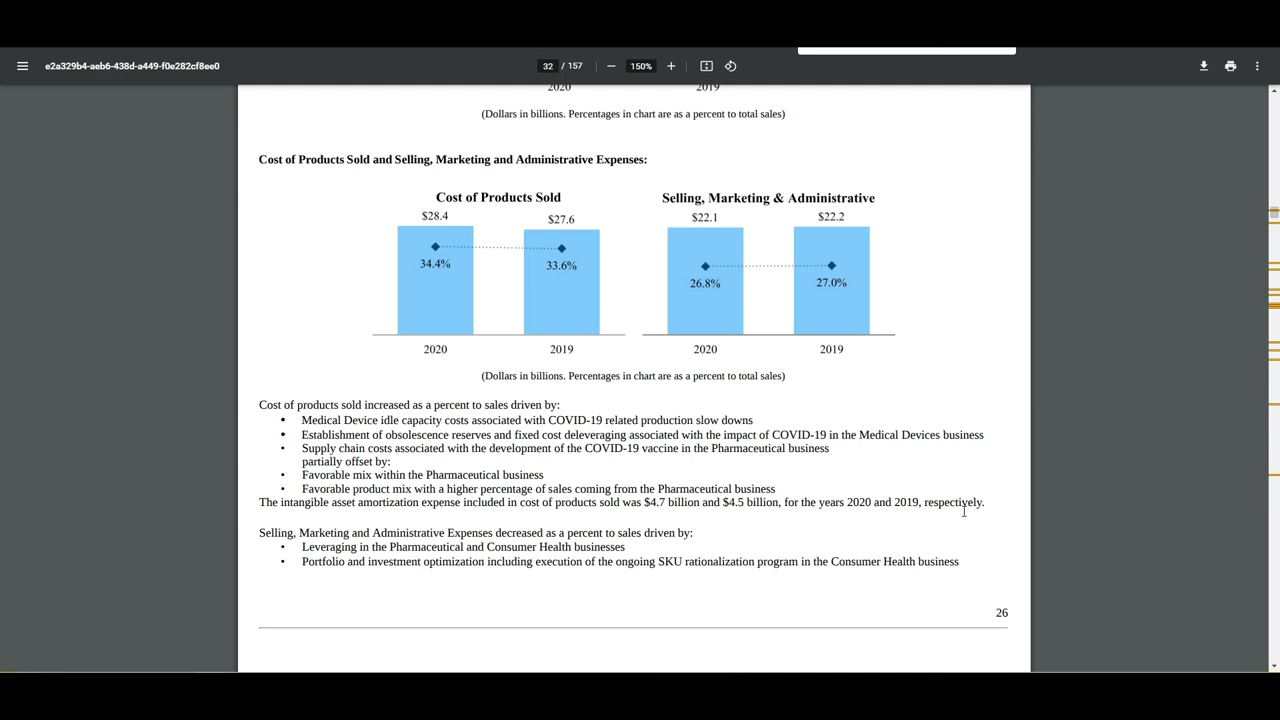 e2a329b4-aeb6-438d-a449-f0e282cf8ee0
32 / 157
150%
2020 2019
(Dollars in billions. Percentages in chart are as a percent to total sales)
Cost of Products Sold and Selling, Marketing and Administrative Expenses:
Cost of Products Sold
$28.4 $27.6
34.4% 33.6%
2020 2019
Selling, Marketing & Administrative
$22.1 $22.2
26.8% 27.0%
2020 2019
(Dollars in billions. Percentages in chart are as a percent to total sales)
Cost of products sold increased as a percent to sales driven by:
• Medical Device idle capacity costs associated with COVID-19 related production slow downs
• Establishment of obsolescence reserves and fixed cost deleveraging associated with the impact of COVID-19 in the Medical Devices business
• Supply chain costs associated with the development of the COVID-19 vaccine in the Pharmaceutical business
partially offset by:
• Favorable mix within the Pharmaceutical business
• Favorable product mix with a higher percentage of sales coming from the Pharmaceutical business
The intangible asset amortization expense included in cost of products sold was $4.7 billion and $4.5 billion, for the years 2020 and 2019, respectively.
Selling, Marketing and Administrative Expenses decreased as a percent to sales driven by:
• Leveraging in the Pharmaceutical and Consumer Health businesses
• Portfolio and investment optimization including execution of the ongoing SKU rationalization program in the Consumer Health business
26